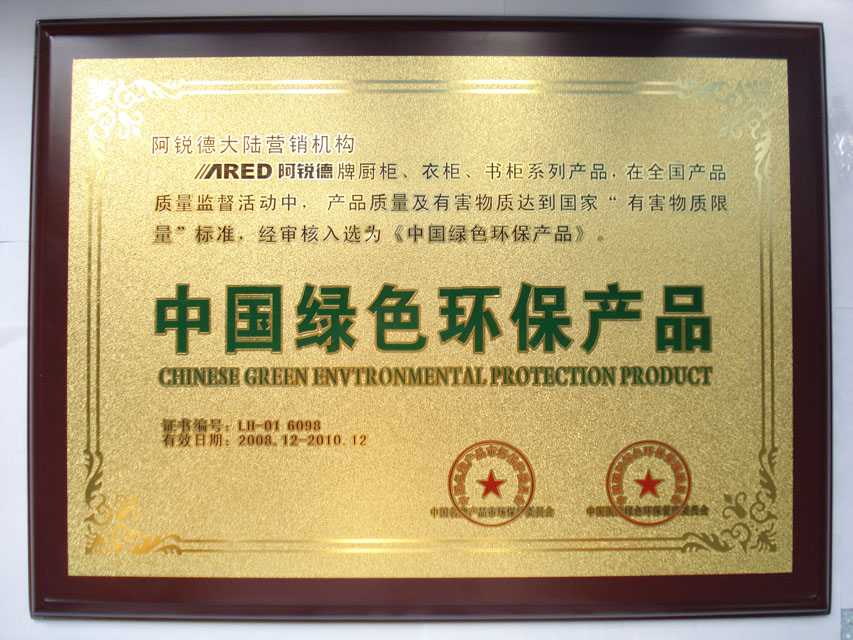 阿锐德大陆营销机构
ARED 阿锐德牌厨柜、衣柜、书柜系列产品，在全国产品
质量监督活动中， 产品质量及有害物质达到国家“有害物质限
量”标准，经审核入选为《中国绿色环保产品》。
中国绿色环保产品
CHINESE GREEN ENVTRONMENTAL PROTECTION PRODUCT
证书编号：LH-01 6098
有效日期：2008.12-2010.12